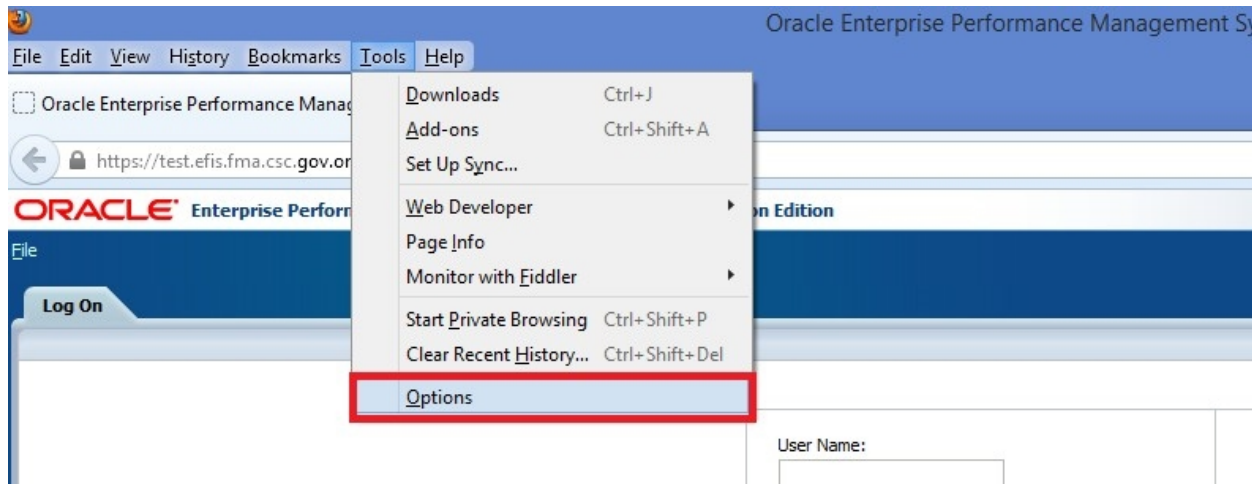 Oracle Enterprise Performance Management Sy
File Edit View History Bookmarks Tools Help
Oracle Enterprise Performance Manag
Downloads Ctrl+J
Add-ons Ctrl+Shift+A
https://test.efis.fma.csc.gov.on
Set Up Sync...
ORACLE Enterprise Perforn
Web Developer
on Edition
Page Info
File
Monitor with Fiddler
Log On
Start Private Browsing Ctrl+Shift+P
Clear Recent History... Ctrl+Shift+Del
Options
User Name: